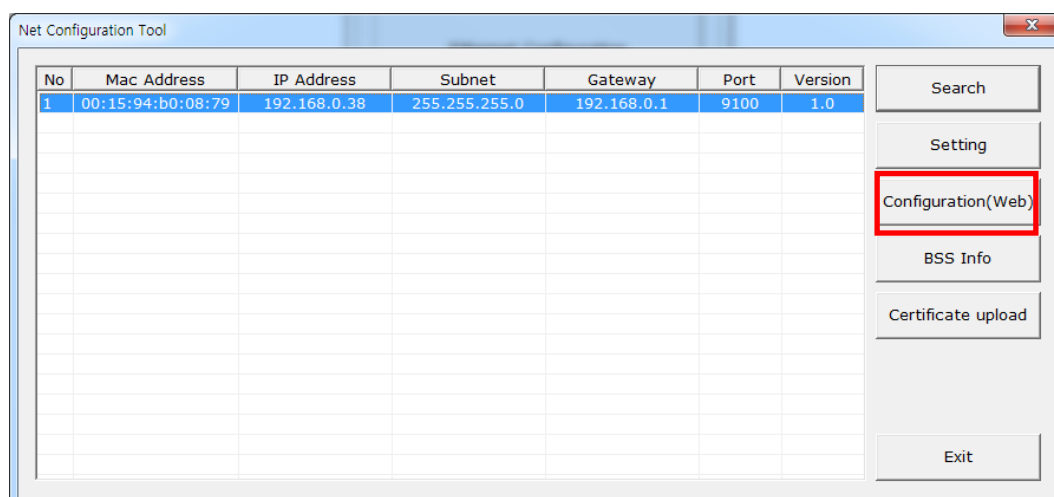 Net Configuration Tool
No Mac Address IP Address Subnet Gateway Port Version
1 00:15:94:b0:08:79 192.168.0.38 255.255.255.0 192.168.0.1 9100 1.0
Search
Setting
Configuration(Web)
BSS Info
Certificate upload
Exit